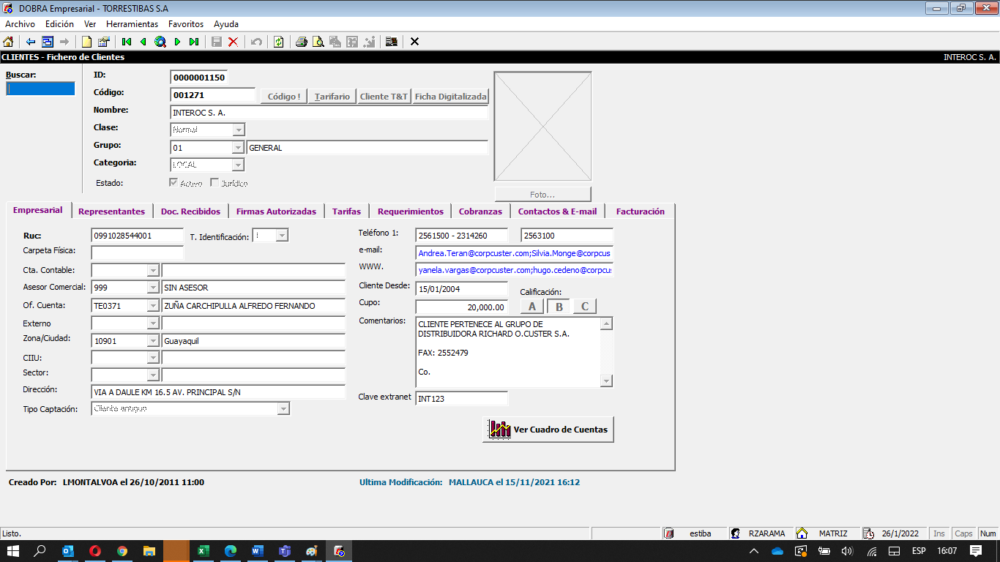 DOBRA Empresarial - TORRESTIBAS S.A
Archivo Edición Ver Herramientas Favoritos Ayuda
CLIENTES - Fichero de Clientes INTEROC S. A.
Buscar:
ID: 0000001150
Código: 001271 Código ! Tarifario Cliente T&T Ficha Digitalizada
Nombre: INTEROC S. A.
Clase: Normal
Grupo: 01 GENERAL
Categoria: LOCAL
Estado: Activo Jurídico
Foto...
Empresarial Representantes Doc. Recibidos Firmas Autorizadas Tarifas Requerimientos Cobranzas Contactos & E-mail Facturación
Ruc: 0991028544001 T. Identificación:
Carpeta Física:
Cta. Contable:
Asesor Comercial: 999 SIN ASESOR
Of. Cuenta: TE0371 ZUÑA CARCHIPULLA ALFREDO FERNANDO
Externo
Zona/Ciudad: 10901 Guayaquil
CIIU:
Sector:
Dirección: VIA A DAULE KM 16.5 AV. PRINCIPAL S/N
Tipo Captación: Cliente antiguo
Teléfono 1: 2561500 - 2314260 2563100
e-mail: Andrea.Teran@corpcuster.com;Silvia.Monge@corpcus
WWW. yanela.vargas@corpcuster.com;hugo.cedeno@corpcu
Cliente Desde: 15/01/2004
Cupo: 20,000.00
Calificación:
A B C
Comentarios: CLIENTE PERTENECE AL GRUPO DE
DISTRIBUIDORA RICHARD O.CUSTER S.A.
FAX: 2552479
Co.
Clave extranet INT123
Ver Cuadro de Cuentas
Creado Por: LMONTALVOA el 26/10/2011 11:00 Ultima Modificación: MALLAUCA el 15/11/2021 16:12
Listo. estiba RZARAMA MATRIZ 26/1/2022 Ins Caps Num
ESP 16:07